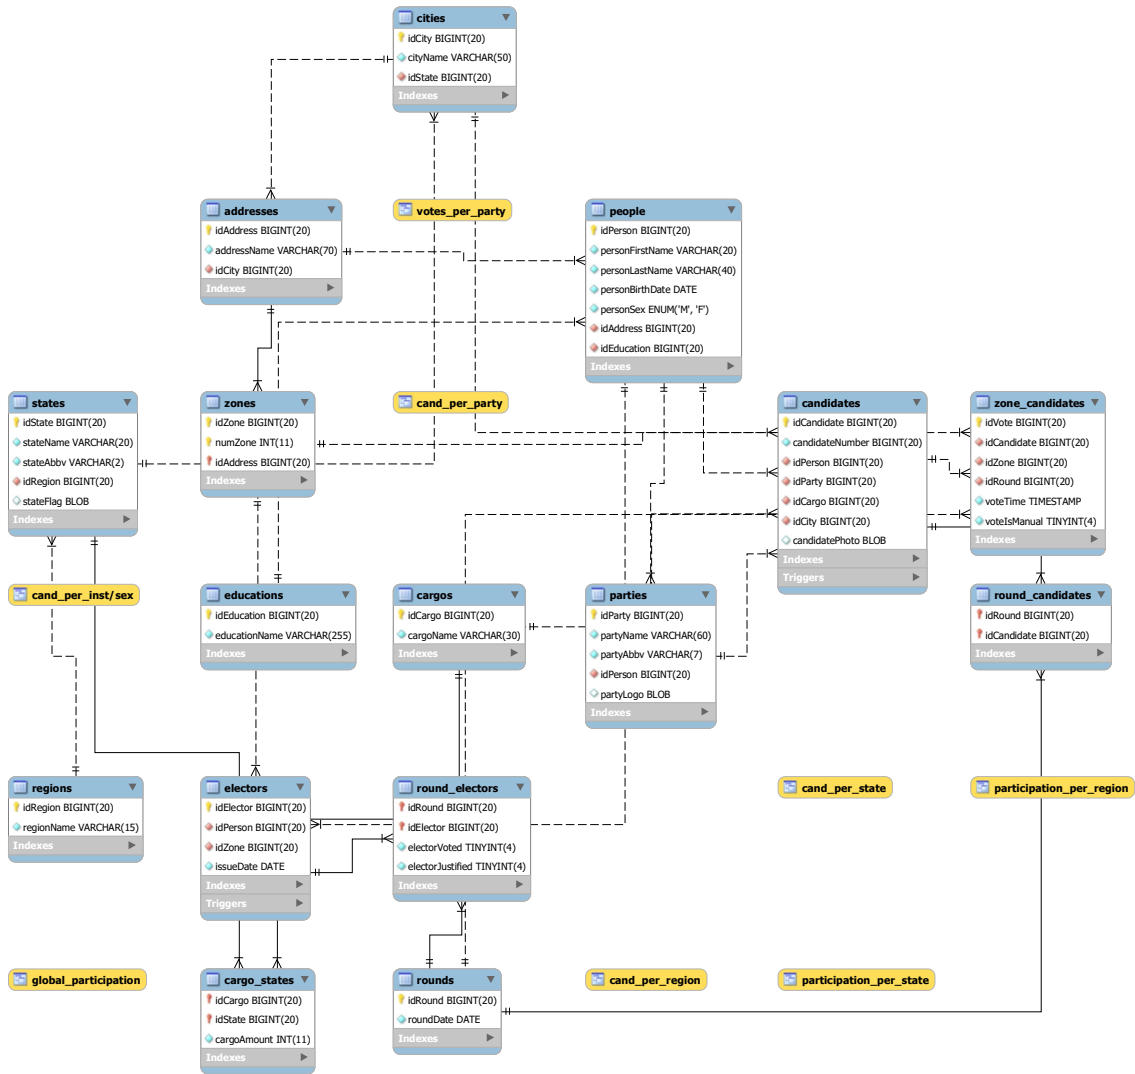 cities
idCity BIGINT(20)
cityName VARCHAR(50)
idState BIGINT(20)
Indexes
addresses
idAddress BIGINT(20)
addressName VARCHAR(70)
idCity BIGINT(20)
Indexes
votes_per_party
people
idPerson BIGINT(20)
personFirstName VARCHAR(20)
personLastName VARCHAR(40)
personBirthDate DATE
personSex ENUM('M', 'F')
idAddress BIGINT(20)
idEducation BIGINT(20)
Indexes
states
idState BIGINT(20)
stateName VARCHAR(20)
stateAbbv VARCHAR(2)
idRegion BIGINT(20)
stateFlag BLOB
Indexes
zones
idZone BIGINT(20)
numZone INT(11)
idAddress BIGINT(20)
Indexes
cand_per_party
candidates
idCandidate BIGINT(20)
candidateNumber BIGINT(20)
idPerson BIGINT(20)
idParty BIGINT(20)
idCargo BIGINT(20)
idCity BIGINT(20)
candidatePhoto BLOB
Indexes
Triggers
zone_candidates
idVote BIGINT(20)
idCandidate BIGINT(20)
idZone BIGINT(20)
idRound BIGINT(20)
voteTime TIMESTAMP
voteIsManual TINYINT(4)
Indexes
cand_per_inst/sex
educations
idEducation BIGINT(20)
educationName VARCHAR(255)
Indexes
cargos
idCargo BIGINT(20)
cargoName VARCHAR(30)
Indexes
parties
idParty BIGINT(20)
partyName VARCHAR(60)
partyAbbv VARCHAR(7)
idPerson BIGINT(20)
partyLogo BLOB
Indexes
round_candidates
idRound BIGINT(20)
idCandidate BIGINT(20)
Indexes
regions
idRegion BIGINT(20)
regionName VARCHAR(15)
Indexes
electors
idElector BIGINT(20)
idPerson BIGINT(20)
idZone BIGINT(20)
issueDate DATE
Indexes
Triggers
round_electors
idRound BIGINT(20)
idElector BIGINT(20)
electorVoted TINYINT(4)
electorJustified TINYINT(4)
Indexes
cand_per_state
participation_per_region
global_participation
cargo_states
idCargo BIGINT(20)
idState BIGINT(20)
cargoAmount INT(11)
Indexes
rounds
idRound BIGINT(20)
roundDate DATE
Indexes
cand_per_region
participation_per_state